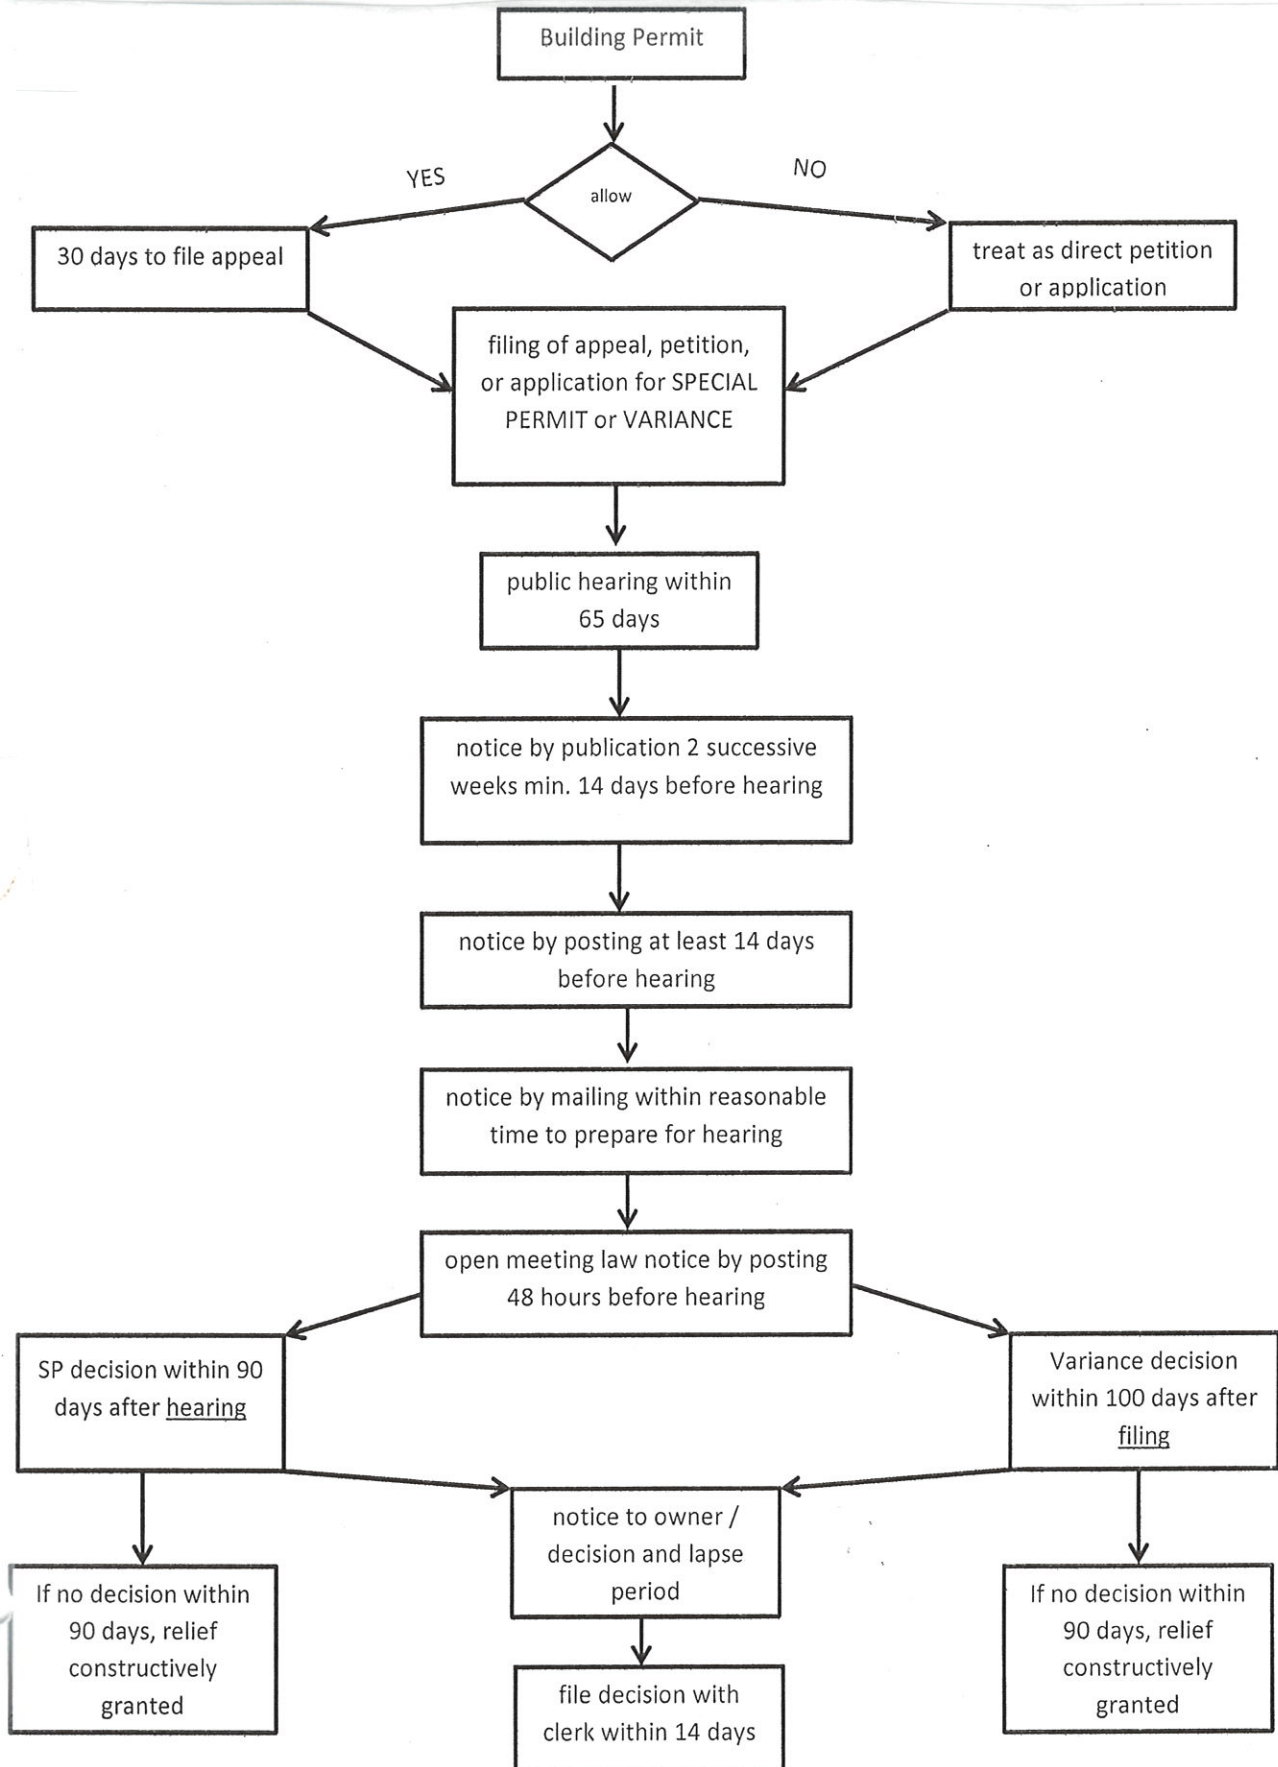 Building Permit
allow
YES
NO
30 days to file appeal
treat as direct petition
or application
filing of appeal, petition,
or application for SPECIAL
PERMIT or VARIANCE
public hearing within
65 days
notice by publication 2 successive
weeks min. 14 days before hearing
notice by posting at least 14 days
before hearing
notice by mailing within reasonable
time to prepare for hearing
open meeting law notice by posting
48 hours before hearing
SP decision within 90
days after hearing
Variance decision
within 100 days after
filing
notice to owner /
decision and lapse
period
If no decision within
90 days, relief
constructively
granted
If no decision within
90 days, relief
constructively
granted
file decision with
clerk within 14 days